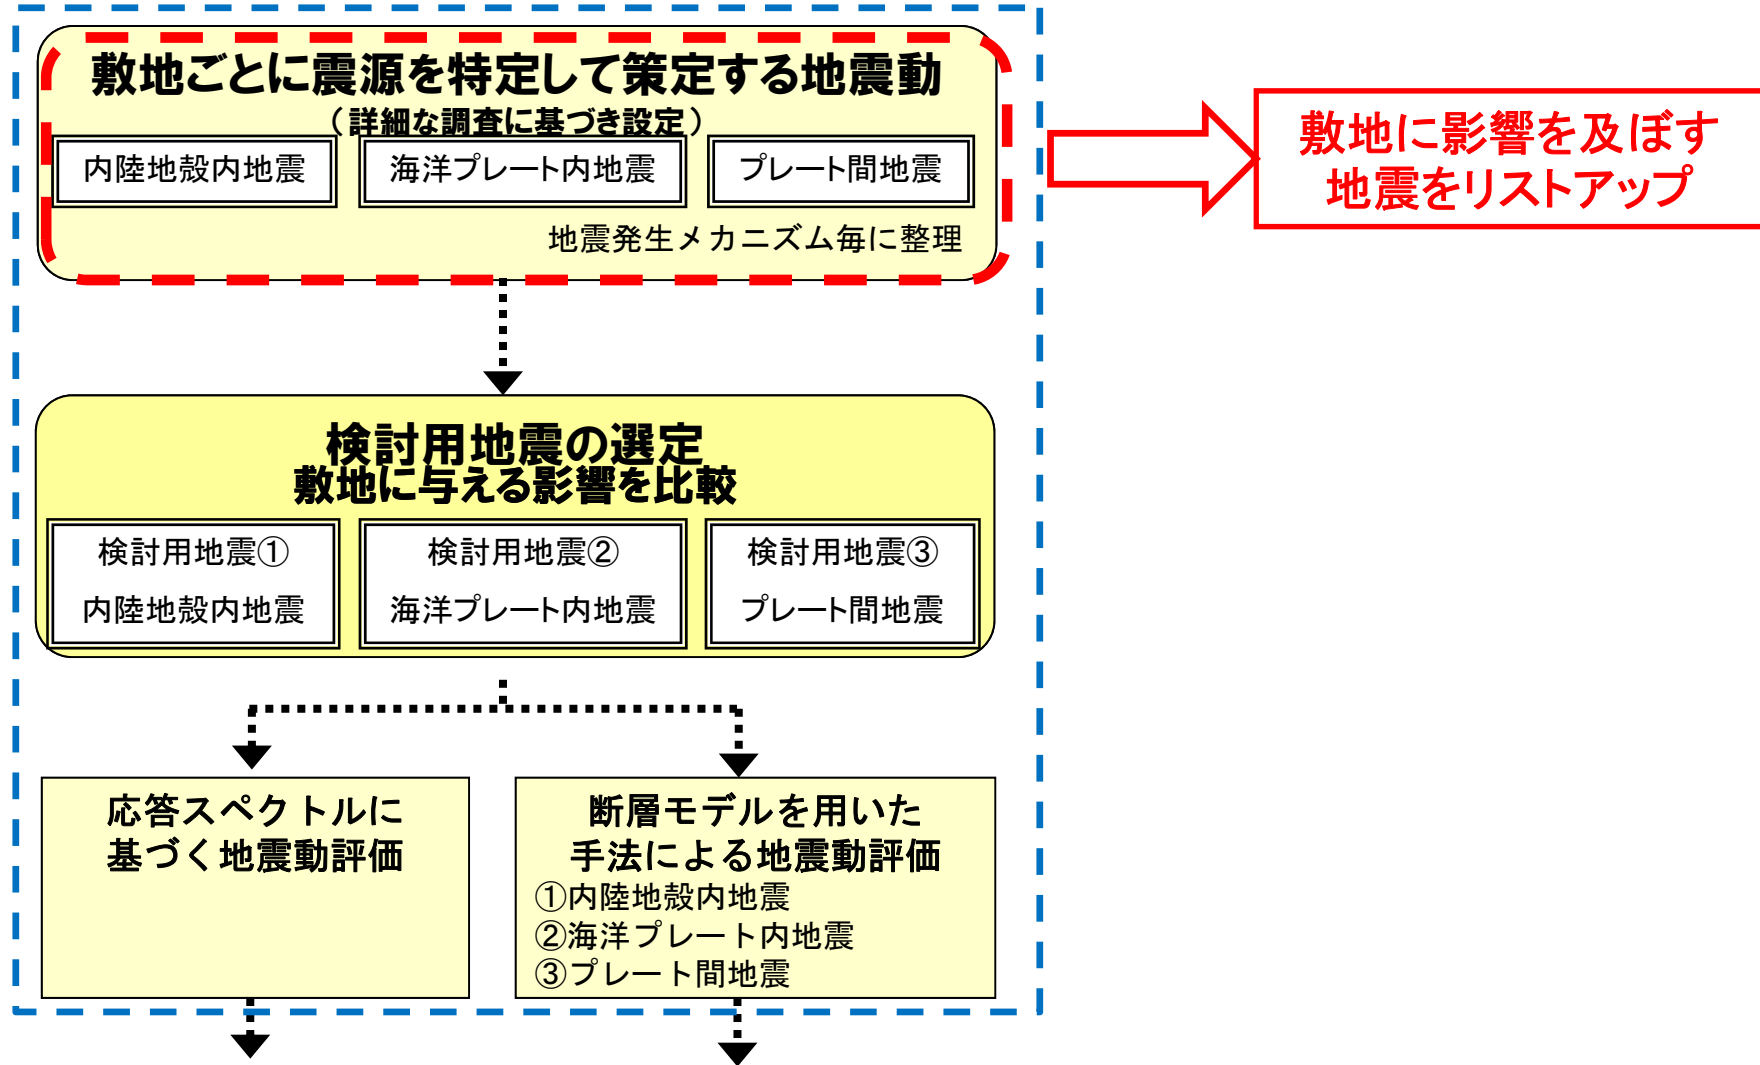 敷地ごとに震源を特定して策定する地震動
（詳細な調査に基づき設定）
内陸地殻内地震
海洋プレート内地震
プレート間地震
地震発生メカニズム毎に整理
敷地に影響を及ぼす
地震をリストアップ
検討用地震の選定
敷地に与える影響を比較
検討用地震①
内陸地殻内地震
検討用地震②
海洋プレート内地震
検討用地震③
プレート間地震
応答スペクトルに
基づく地震動評価
断層モデルを用いた
手法による地震動評価
①内陸地殻内地震
②海洋プレート内地震
③プレート間地震